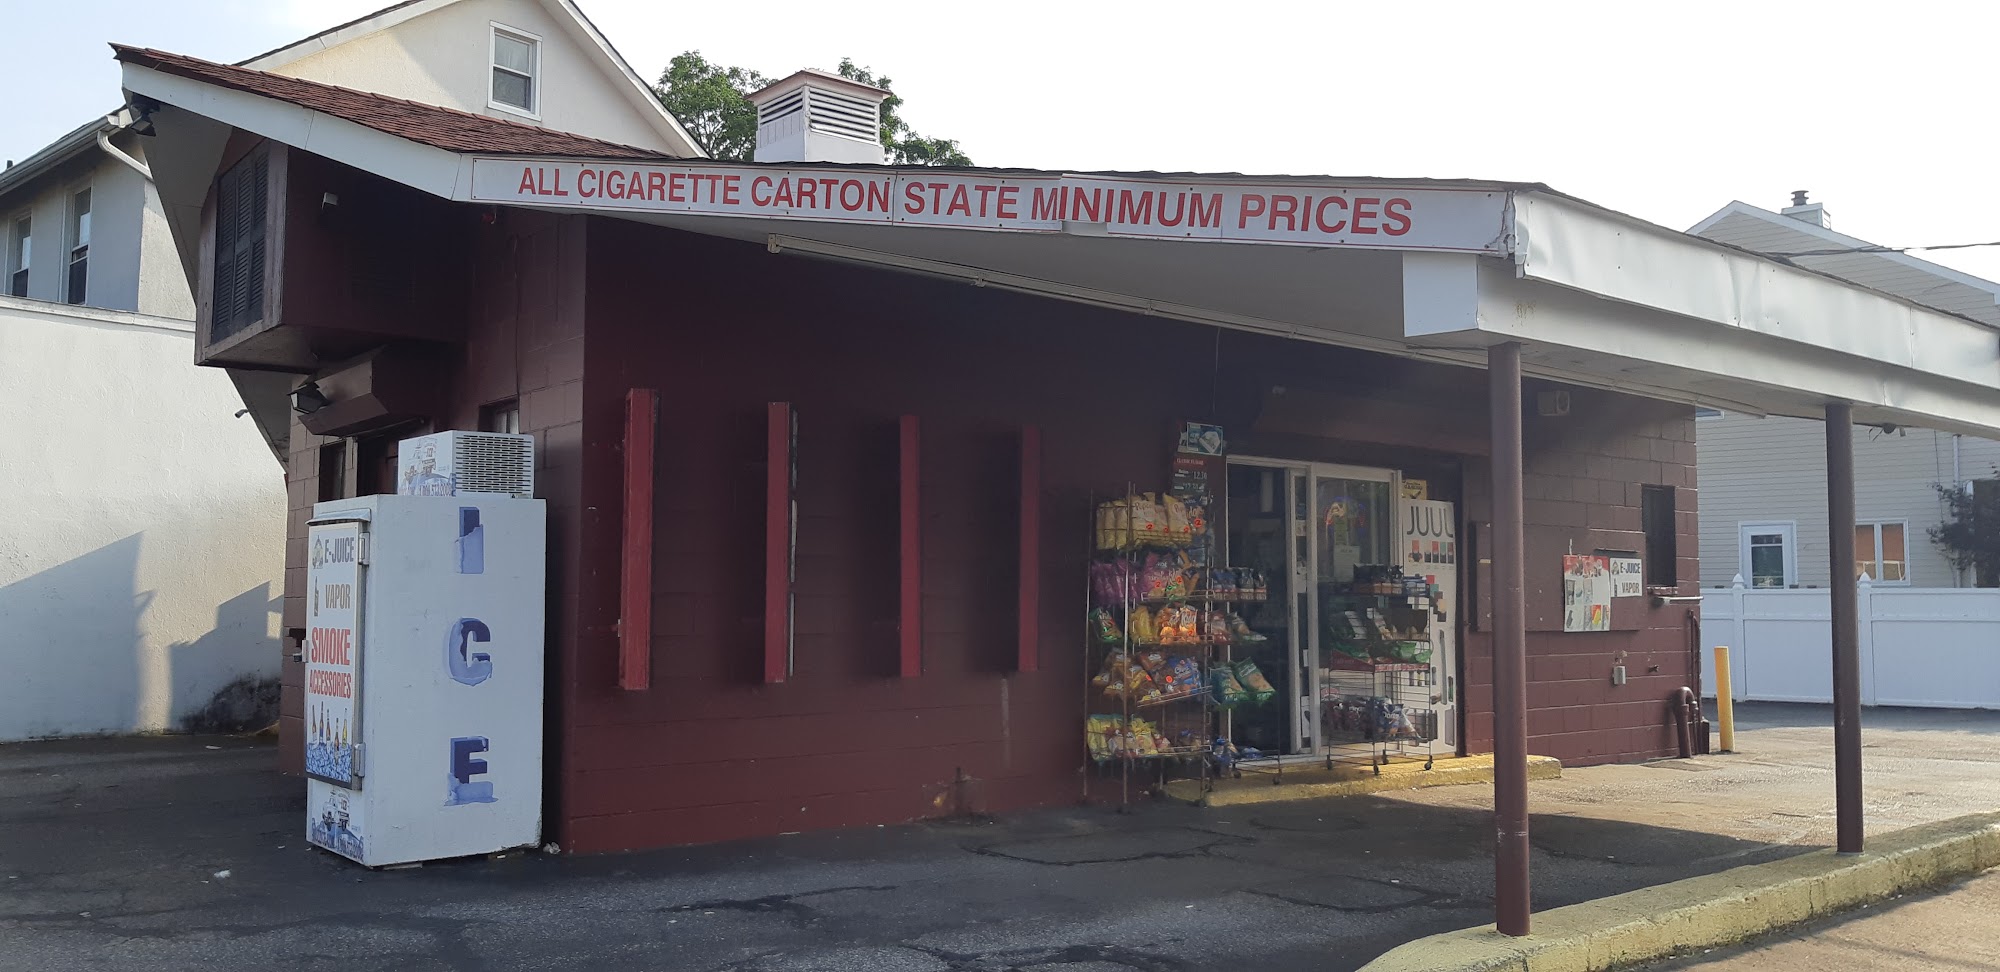 ALL CIGARETTE CARTON STATE MINIMUM PRICES
E-JUICE
VAPOR
SMOKE
ACCESSORIES
ICE
JUUL
E-JUICE
VAPOR